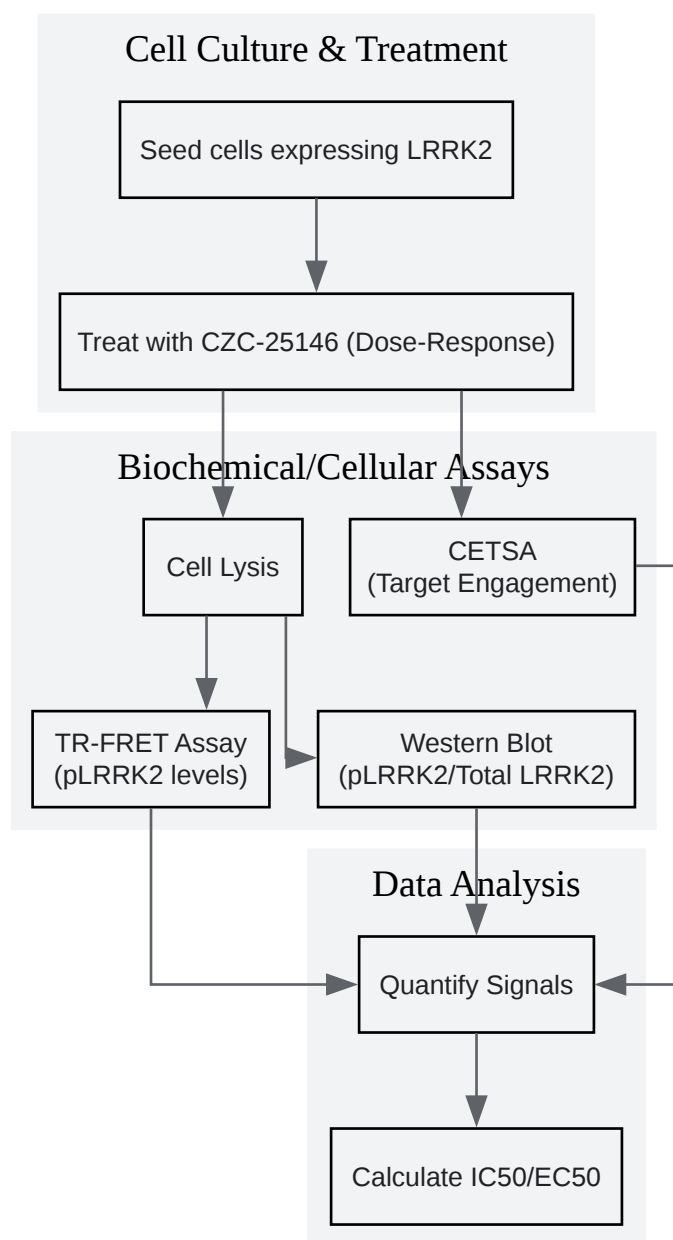 Cell Culture & Treatment
Seed cells expressing LRRK2
Treat with CZC-25146 (Dose-Response)
Biochemical/Cellular Assays
Cell Lysis
CETSA
(Target Engagement)
TR-FRET Assay
(pLRRK2 levels)
Western Blot
(pLRRK2/Total LRRK2)
Data Analysis
Quantify Signals
Calculate IC50/EC50